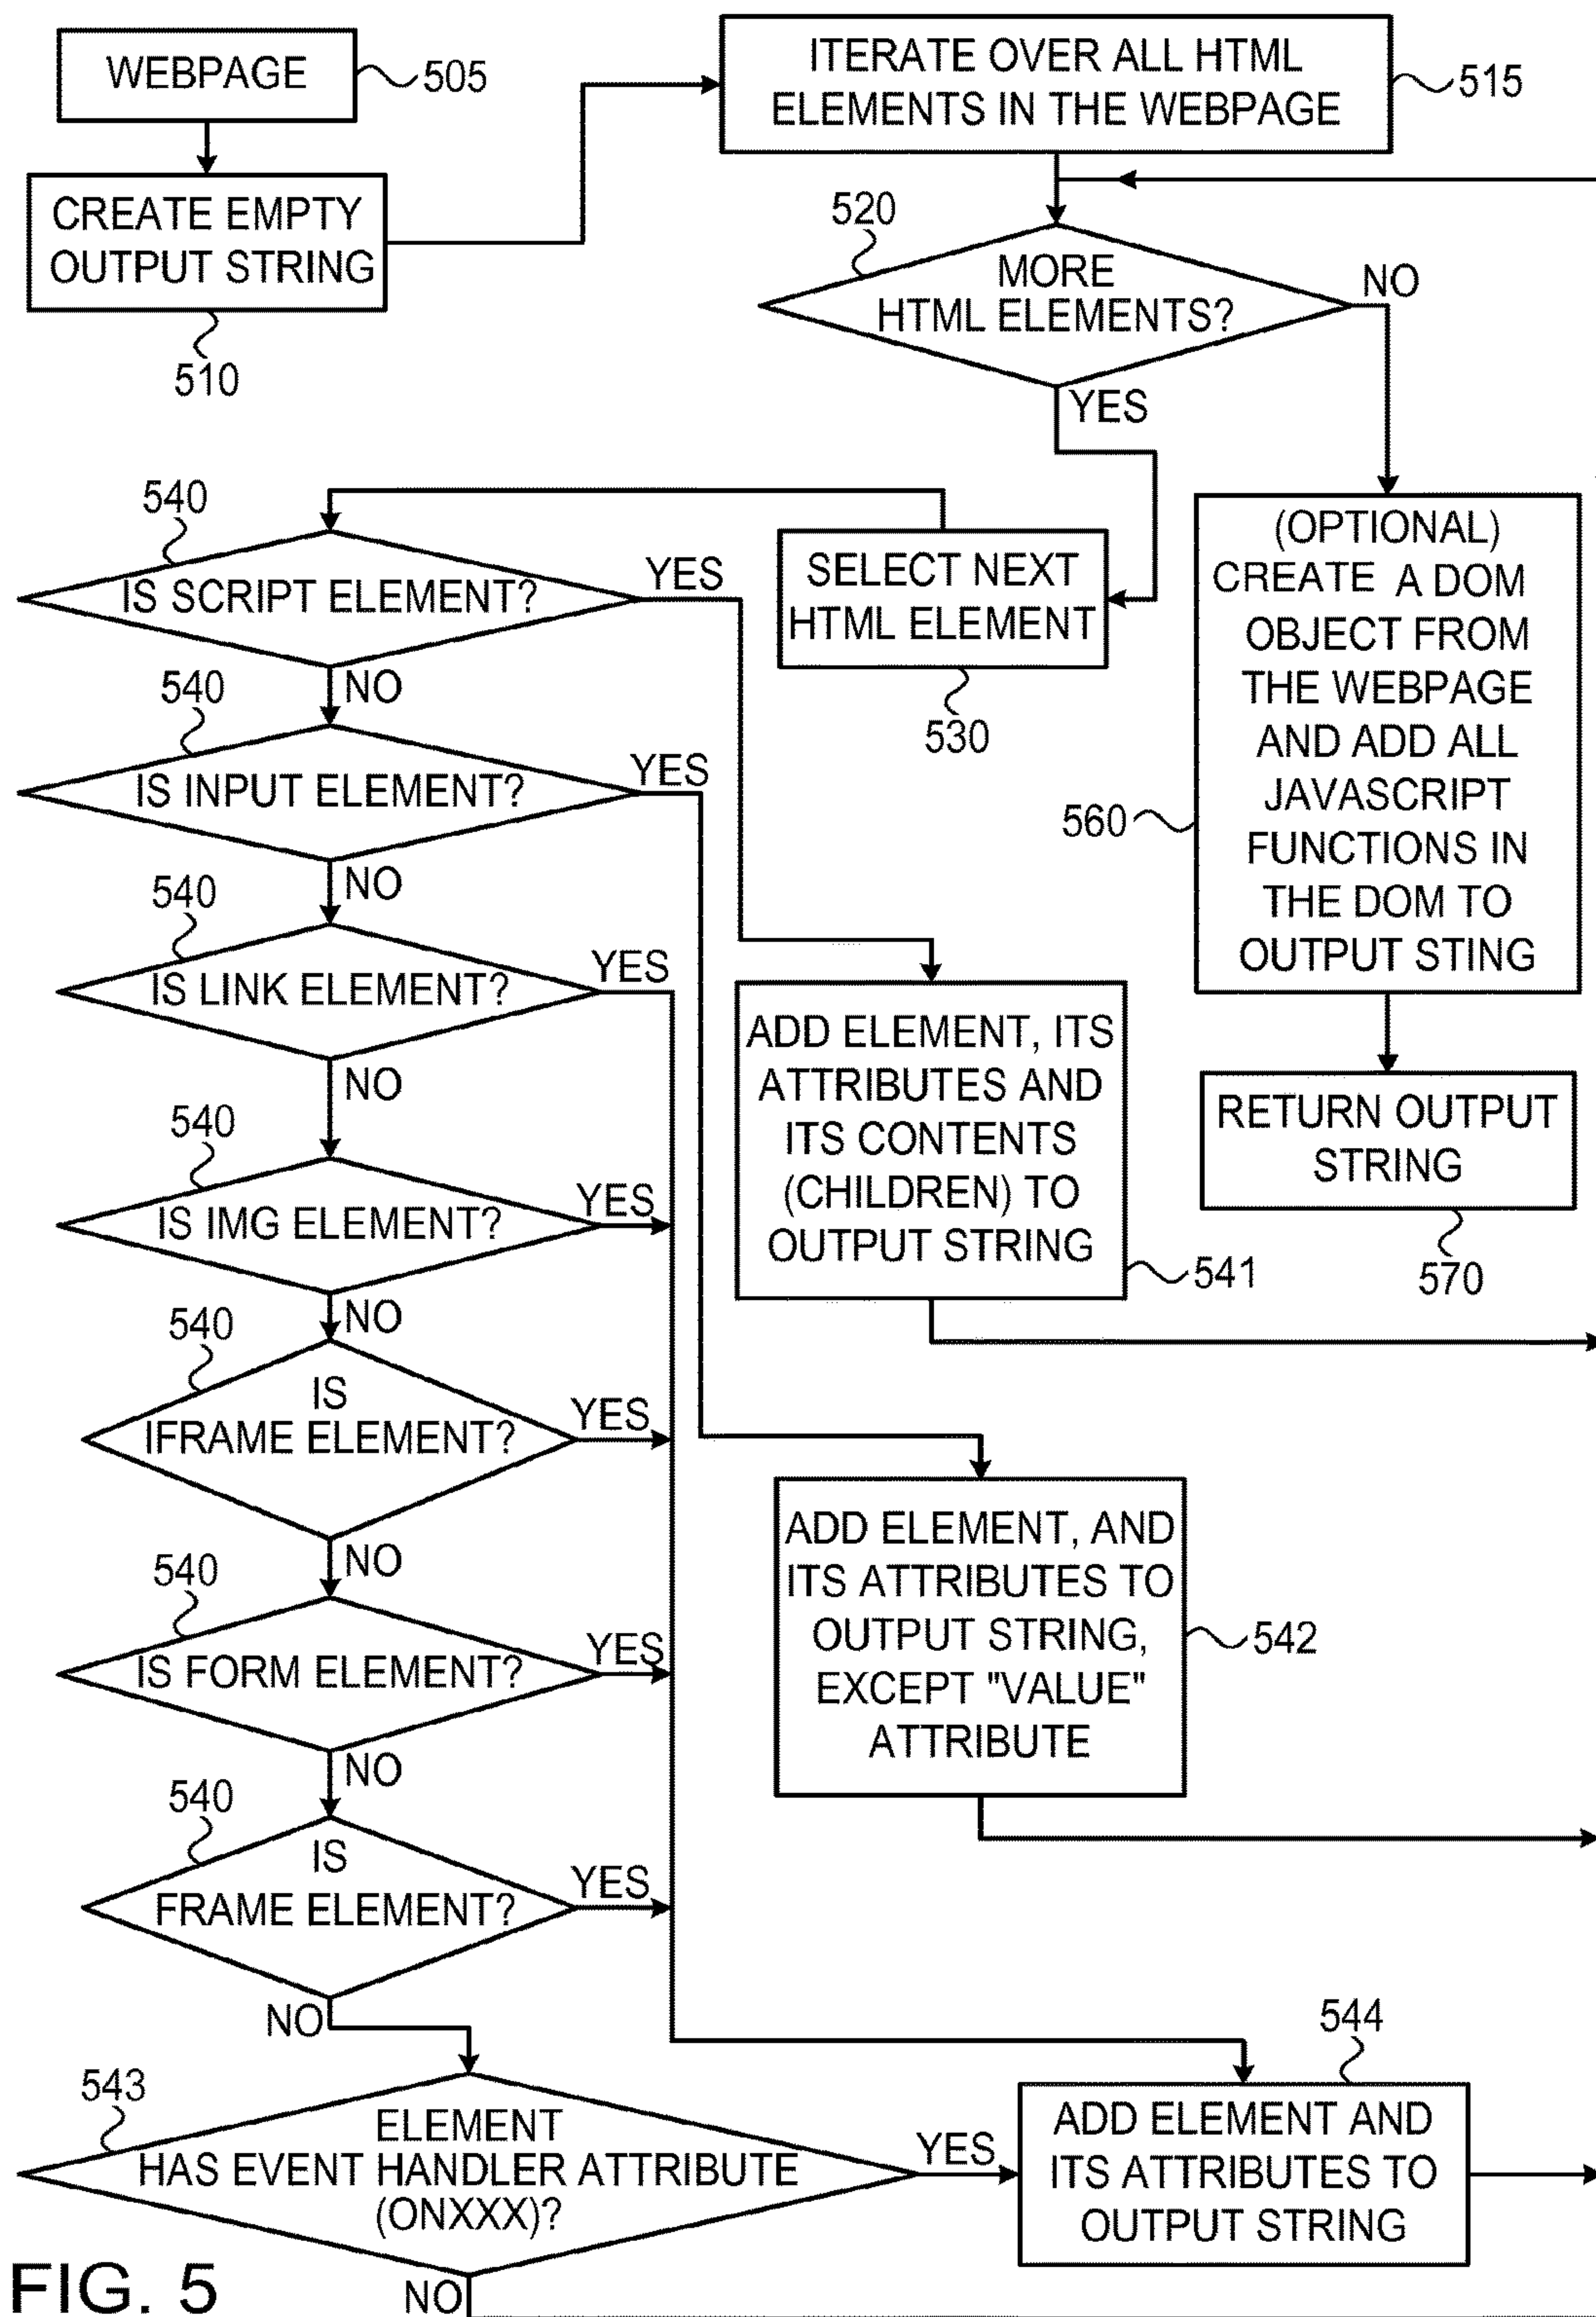 WEBPAGE
505
CREATE EMPTY
OUTPUT STRING
510
ITERATE OVER ALL HTML
ELEMENTS IN THE WEBPAGE
515
520
MORE
HTML ELEMENTS?
NO
YES
SELECT NEXT
HTML ELEMENT
530
540
IS SCRIPT ELEMENT?
YES
NO
540
IS INPUT ELEMENT?
YES
NO
540
IS LINK ELEMENT?
YES
NO
540
IS IMG ELEMENT?
YES
NO
540
IS
IFRAME ELEMENT?
YES
NO
540
IS FORM ELEMENT?
YES
NO
540
IS
FRAME ELEMENT?
YES
NO
543
ELEMENT
HAS EVENT HANDLER ATTRIBUTE
(ONXXX)?
YES
NO
ADD ELEMENT, ITS
ATTRIBUTES AND
ITS CONTENTS
(CHILDREN) TO
OUTPUT STRING
541
ADD ELEMENT, AND
ITS ATTRIBUTES TO
OUTPUT STRING,
EXCEPT "VALUE"
ATTRIBUTE
542
544
ADD ELEMENT AND
ITS ATTRIBUTES TO
OUTPUT STRING
(OPTIONAL)
CREATE A DOM
OBJECT FROM
THE WEBPAGE
AND ADD ALL
JAVASCRIPT
FUNCTIONS IN
THE DOM TO
OUTPUT STING
560
RETURN OUTPUT
STRING
570
FIG. 5